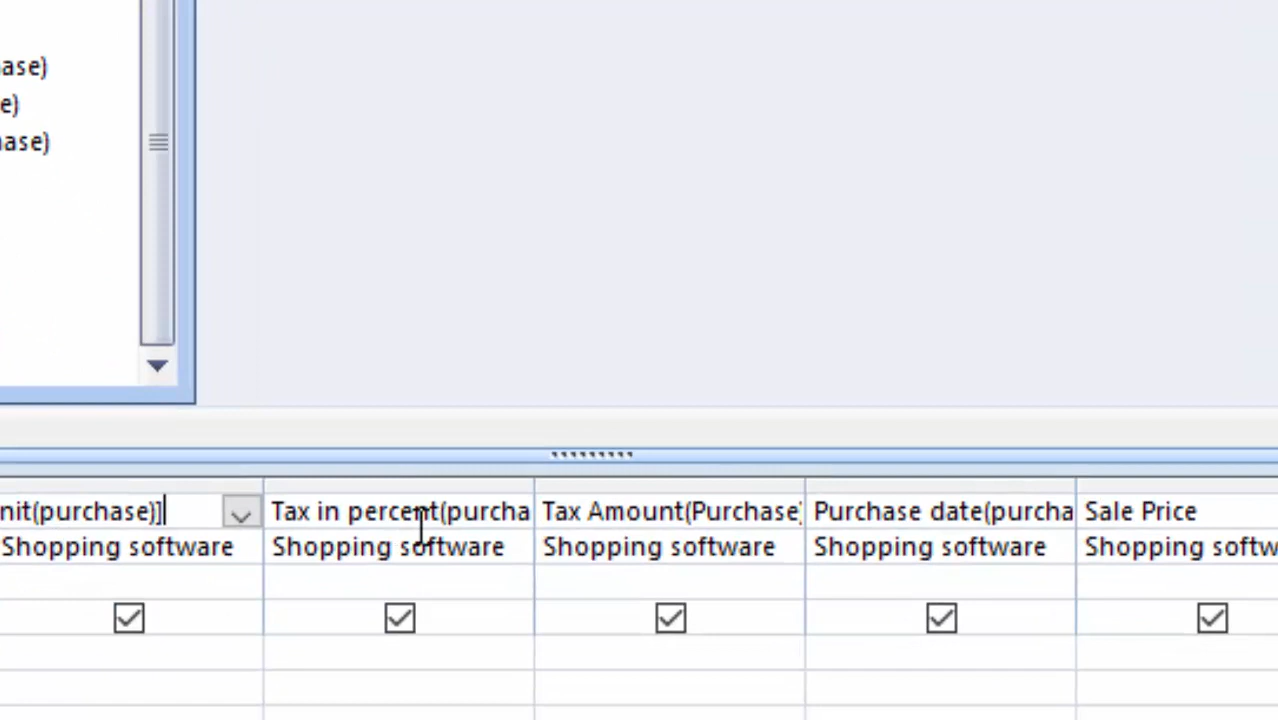 ase)
e)
ase)
nit(purchase)] Tax in percent(purcha Tax Amount(Purchase) Purchase date(purcha Sale Price
Shopping software Shopping software Shopping software Shopping software Shopping softw